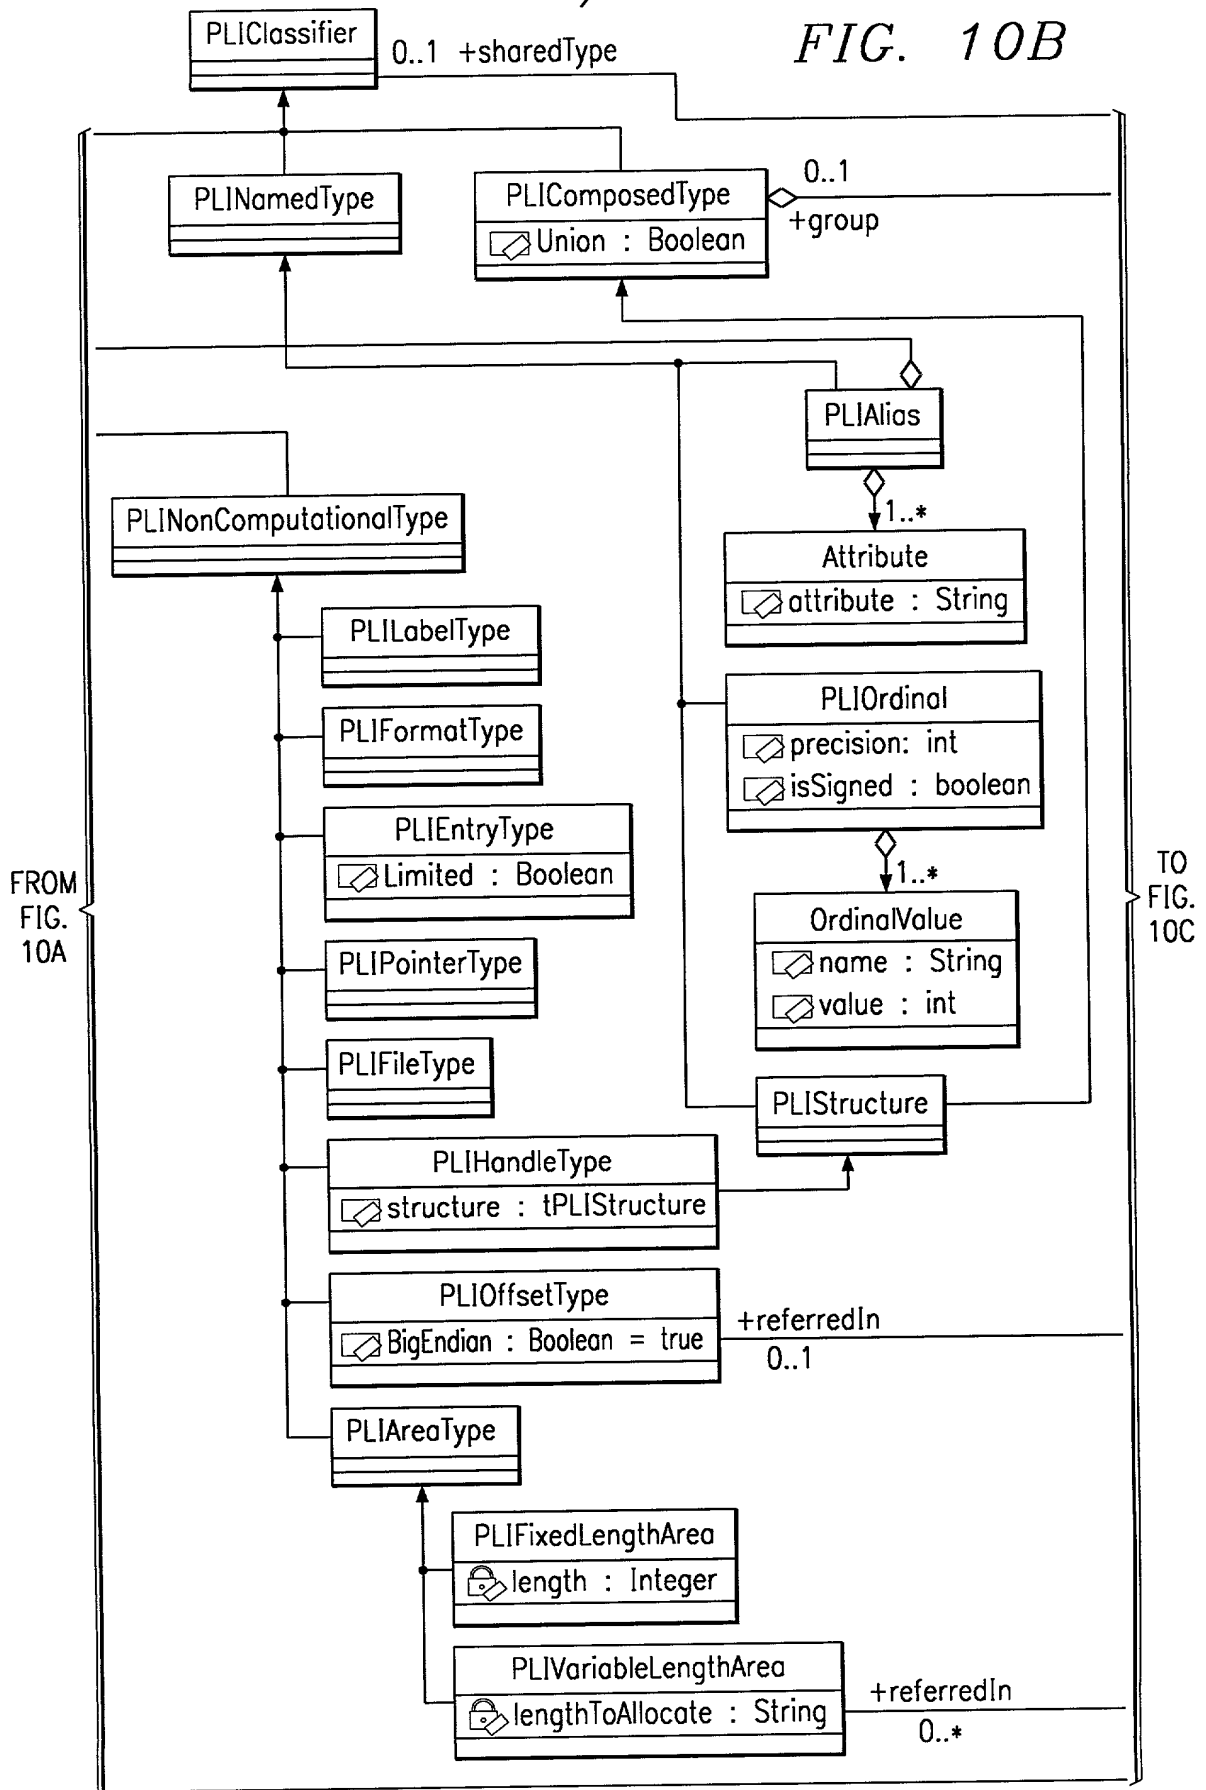 FIG. 10B
PLIClassifier
0..1 +sharedType
PLINamedType
PLIComposedType
Union : Boolean
0..1
+group
PLIAlias
1..*
PLINonComputationalType
Attribute
attribute : String
PLILabelType
PLIFormatType
PLIOrdinal
precision: int
isSigned : boolean
1..*
PLIEntryType
Limited : Boolean
FROM
FIG.
10A
TO
FIG.
10C
OrdinalValue
name : String
value : int
PLIPointerType
PLIFileType
PLIStructure
PLIHandleType
structure : tPLIStructure
PLIOffsetType
BigEndian : Boolean = true
+referredIn
0..1
PLIAreaType
PLIFixedLengthArea
length : Integer
PLIVariableLengthArea
lengthToAllocate : String
+referredIn
0..*